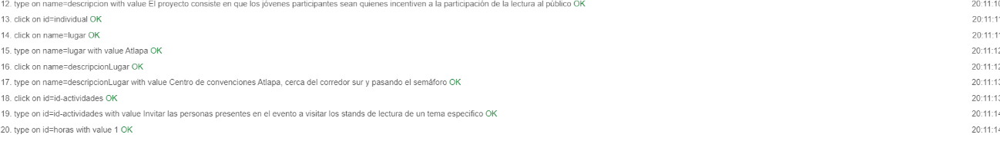 12. type on name=descripcion with value El proyecto consiste en que los jóvenes participantes sean quienes incentiven a la participación de la lectura al público OK 20:11:10
13. click on id=individual OK 20:11:1
14. click on name=lugar OK 20:11:1
15. type on name=lugar with value Atlapa OK 20:11:12
16. click on name=descripcionLugar OK 20:11:12
17. type on name=descripcionLugar with value Centro de convenciones Atlapa, cerca del corredor sur y pasando el semáforo OK 20:11:13
18. click on id=id-actividades OK 20:11:13
19. type on id=id-actividades with value Invitar las personas presentes en el evento a visitar los stands de lectura de un tema especifico OK 20:11:14
20. type on id=horas with value 1 OK 20:11:14